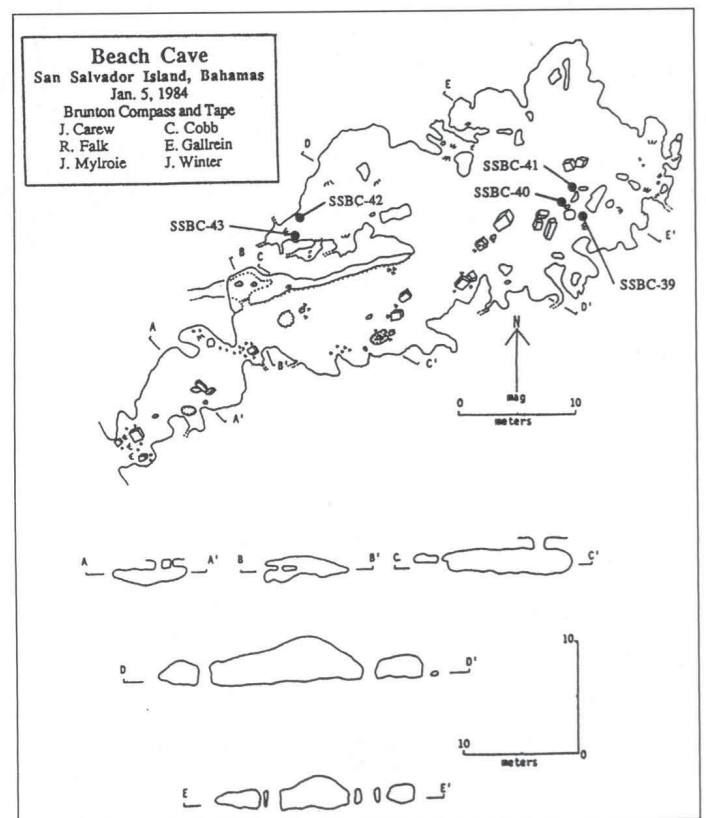 Beach Cave
San Salvador Island, Bahamas
Jan. 5, 1984
Brunton Compass and Tape
J. Carew C. Cobb
R. Falk E. Gallrein
J. Mylroie J. Winter
E
D
SSBC-41
SSBC-40
SSBC-42
SSBC-43
B
C
E'
SSBC-39
D'
A
N
B'
C'
mag
0 10
meters
A'
A A' B B' C C'
10
D D'
10 0
meters
E E'